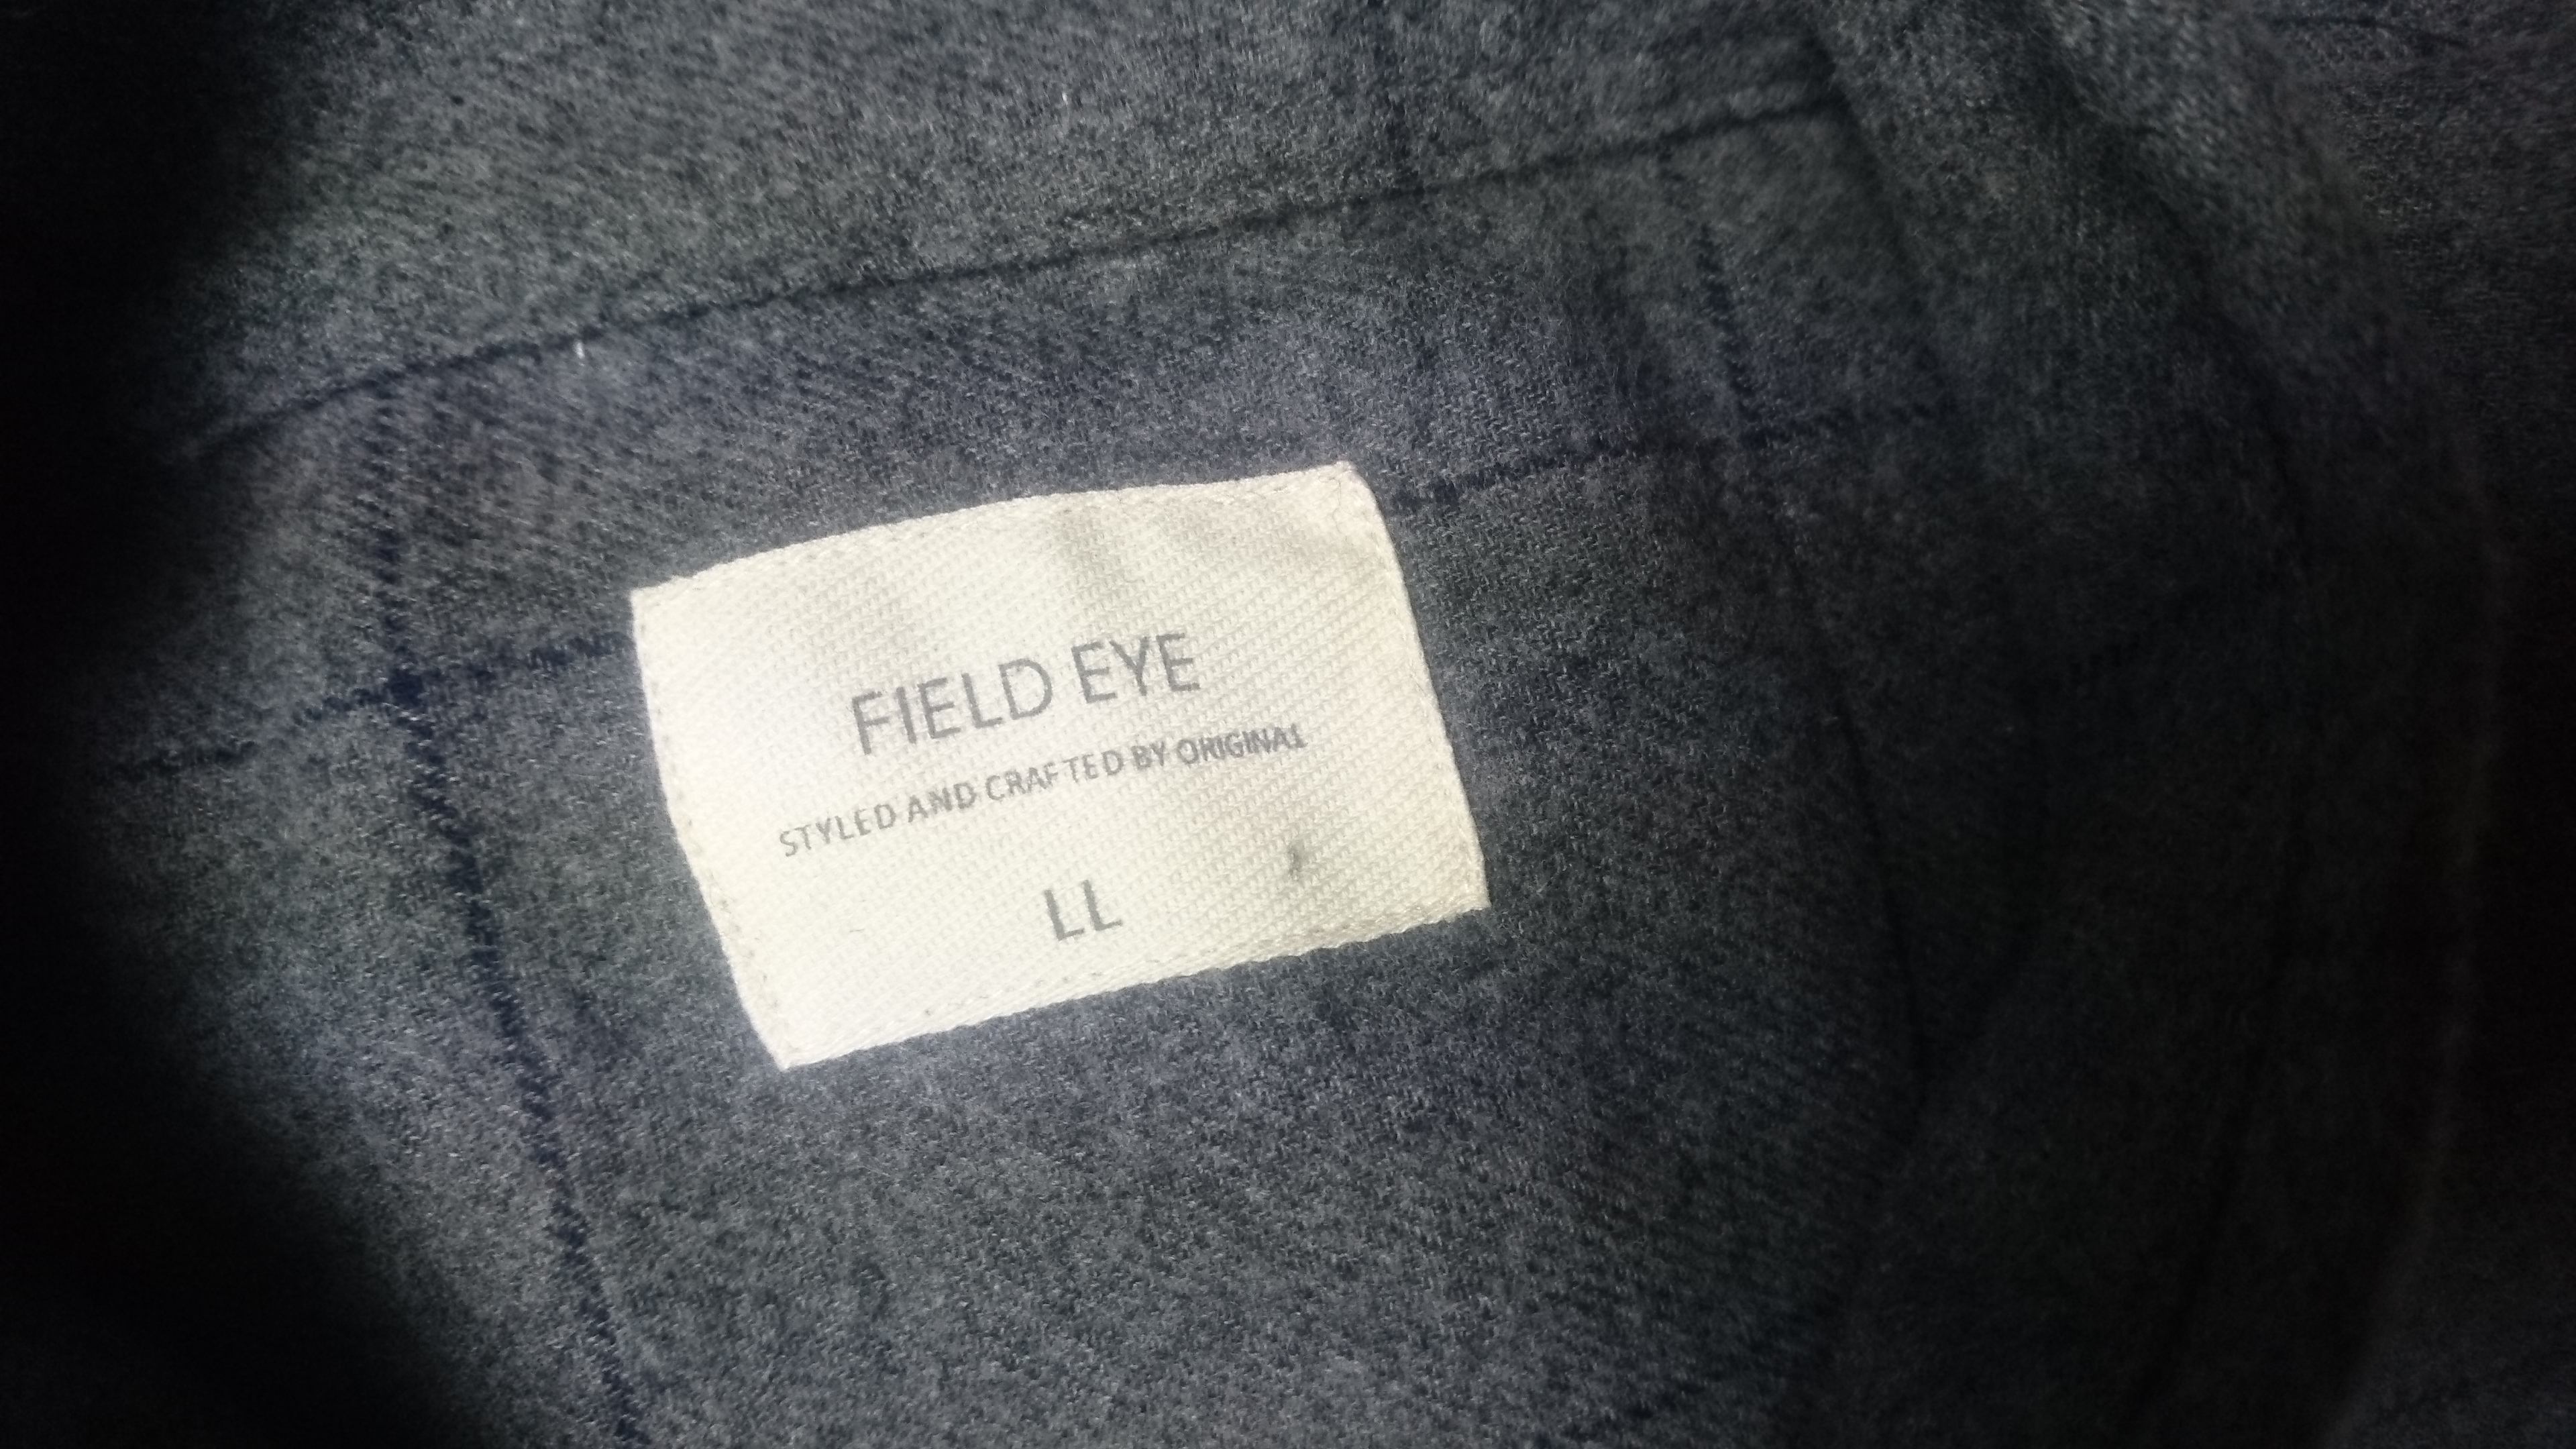 FIELD EYE
STYLED AND CRAFTED BY ORIGINAL
LL